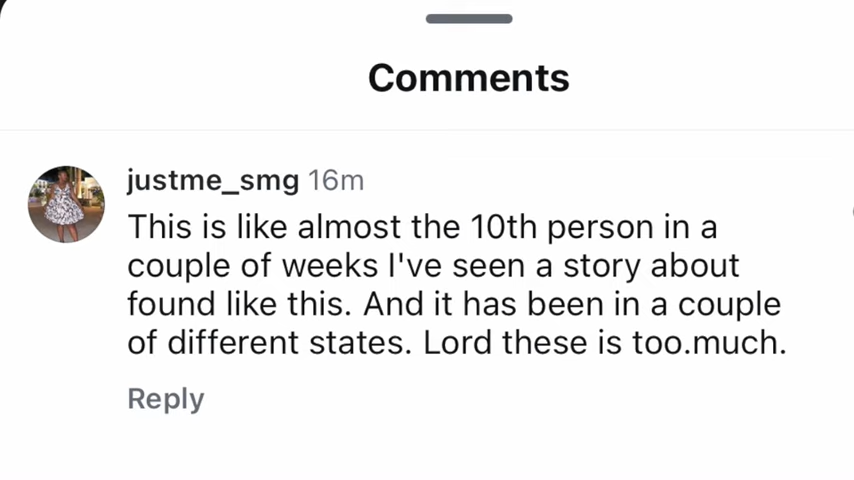 Comments
justme_smg 16m
This is like almost the 10th person in a
couple of weeks I've seen a story about
found like this. And it has been in a couple
of different states. Lord these is too.much.
Reply